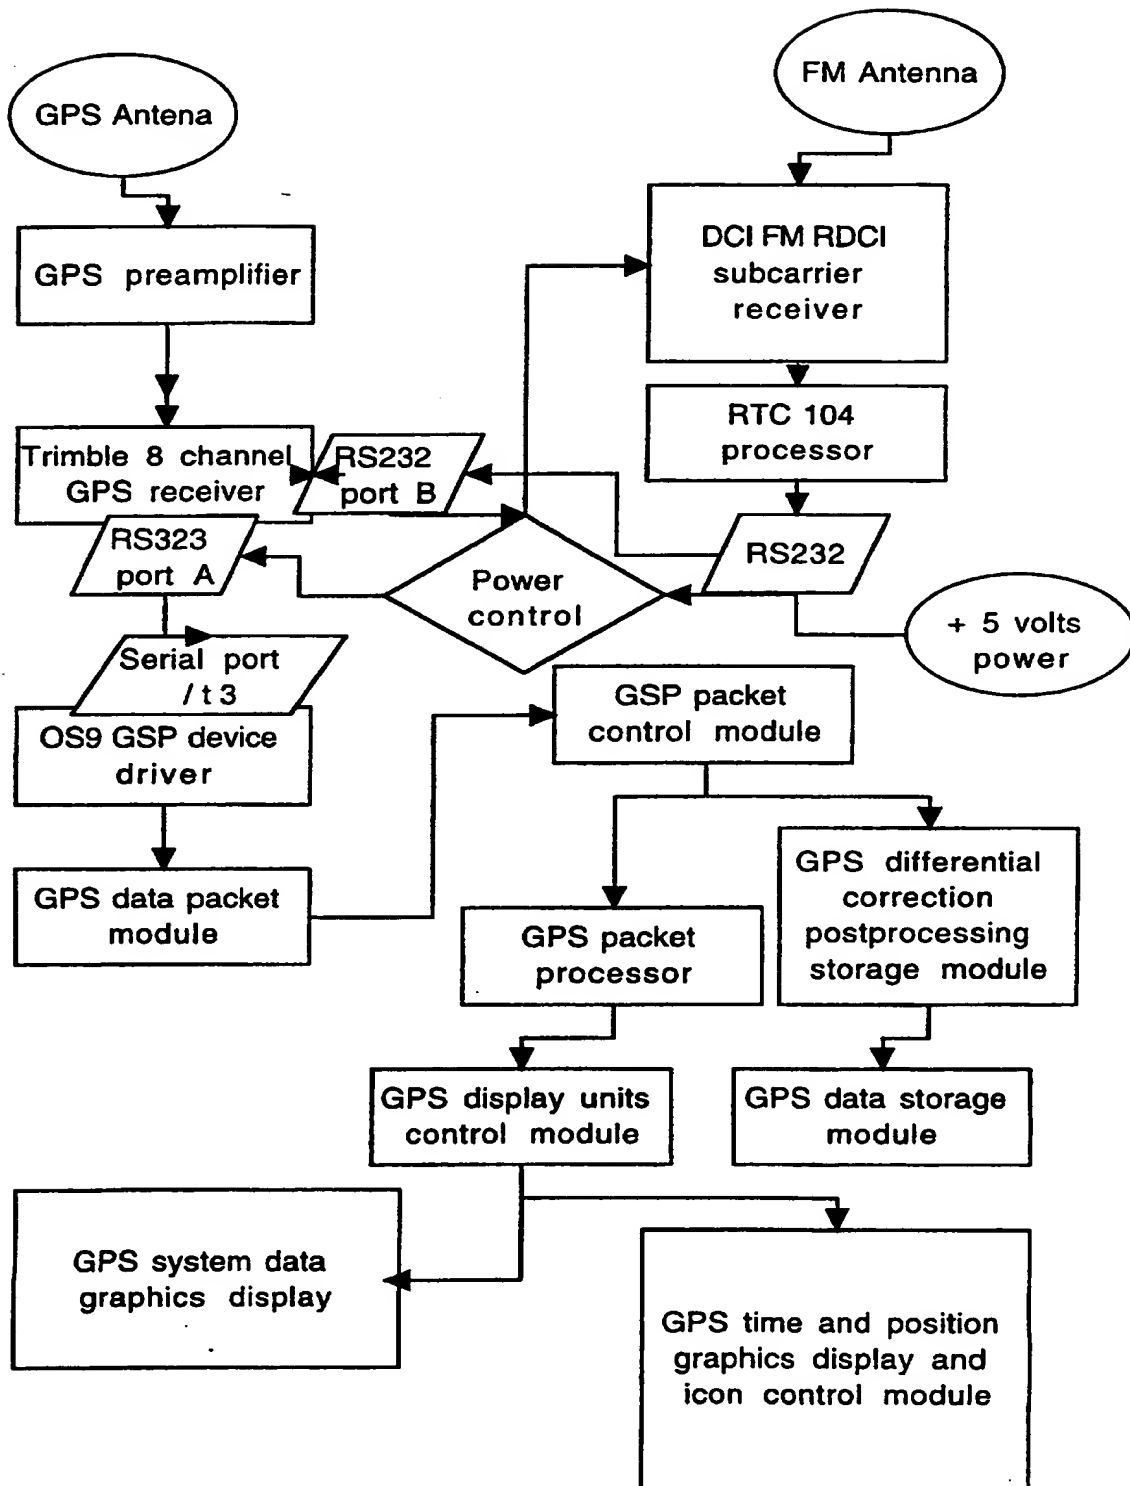 FM Antenna
GPS Antena
DCI FM RDCI
subcarrier
receiver
GPS preamplifier
RTC 104
processor
Trimble 8 channel
GPS receiver
RS232
port B
RS323
port A
RS232
Power
control
+ 5 volts
power
Serial port
/t3
GSP packet
control module
OS9 GSP device
driver
GPS differential
correction
postprocessing
storage module
GPS data packet
module
GPS packet
processor
GPS display units
control module
GPS data storage
module
GPS system data
graphics display
GPS time and position
graphics display and
icon control module